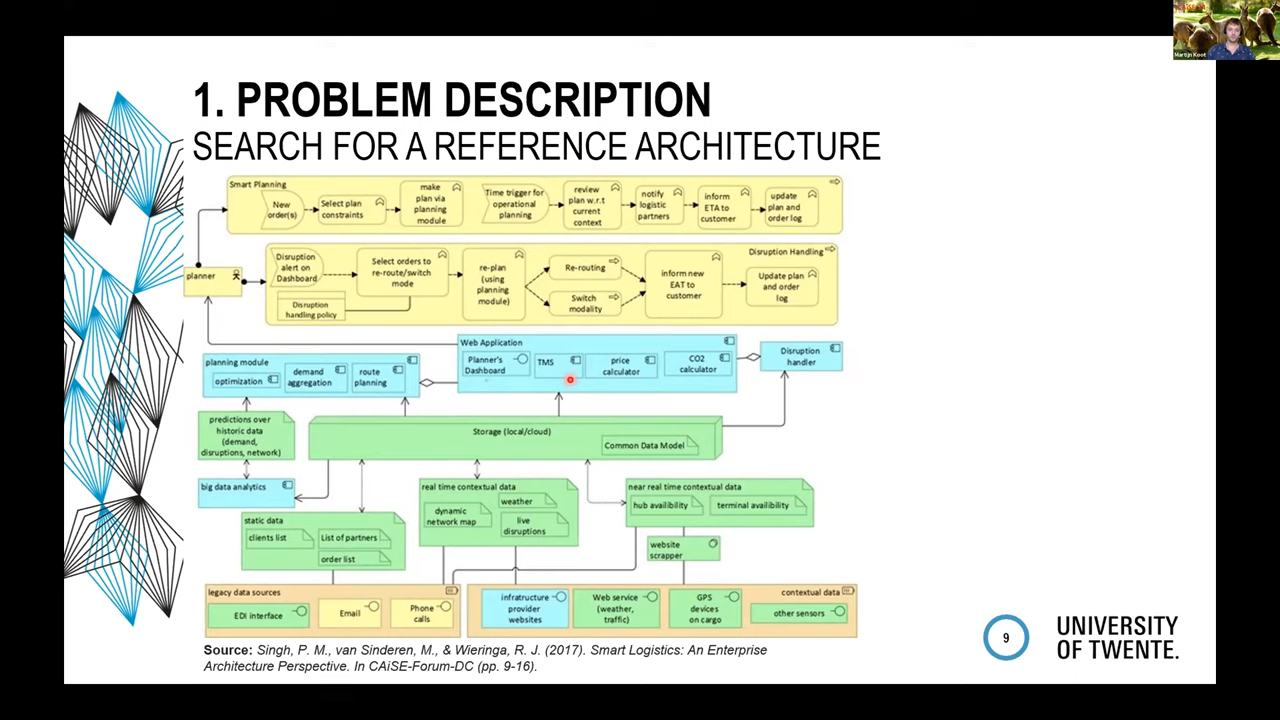 Martijn Koot
1. PROBLEM DESCRIPTION
SEARCH FOR A REFERENCE ARCHITECTURE
Smart Planning
New
order(s)
Select plan
constraints
make
plan via
planning
module
Time trigger for
operational
planning
review
plan w.r.t
current
context
notify
logistic
partners
inform
ETA to
customer
update
plan and
order log
planner
Disruption Handling
Disruption
alert on
Dashboard
Select orders to
re-route/switch
mode
Disruption
handling policy
re-plan
(using
planning
module)
Re-routing
Switch
modality
inform new
EAT to
customer
Update plan
and order
log
planning module
optimization
demand
aggregation
route
planning
Web Application
Planner's
Dashboard
TMS
price
calculator
CO2
calculator
Disruption
handler
predictions over
historic data
(demand,
disruptions, network)
Storage (local/cloud)
Common Data Model
big data analytics
static data
clients list
List of partners
order list
real time contextual data
dynamic
network map
weather
live
disruptions
near real time contextual data
hub availibility
terminal availibility
website
scrapper
legacy data sources
EDI interface
Email
Phone
calls
contextual data
infratructure
provider
websites
Web service
(weather,
traffic)
GPS
devices
on cargo
other sensors
Source: Singh, P. M., van Sinderen, M., & Wieringa, R. J. (2017). Smart Logistics: An Enterprise
Architecture Perspective. In CAiSE-Forum-DC (pp. 9-16).
9
UNIVERSITY
OF TWENTE.